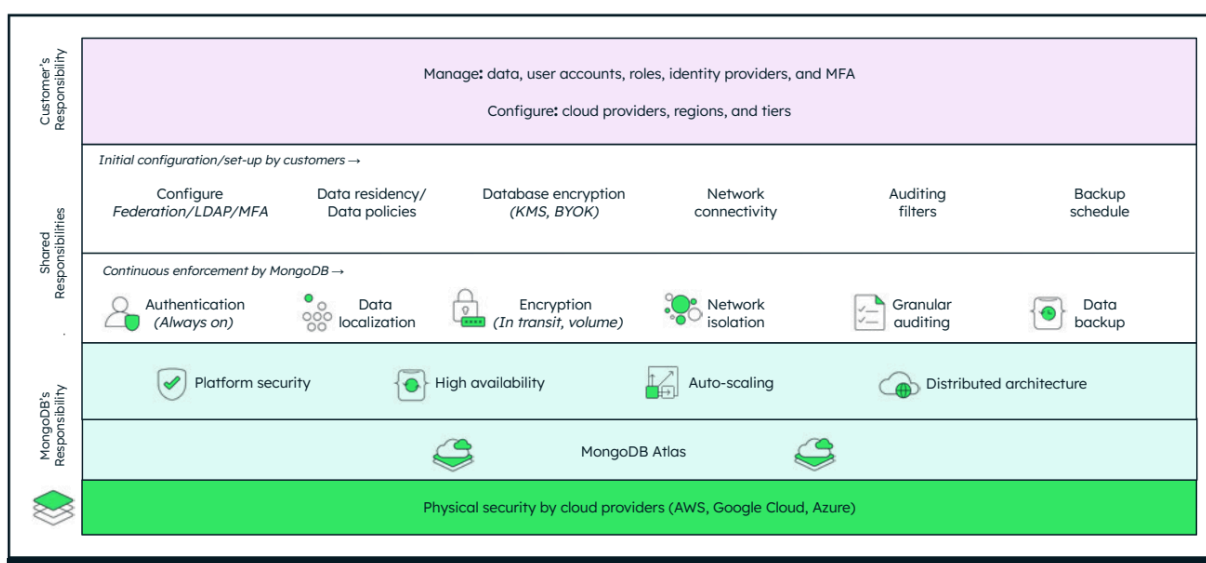 Customer's
Responsibility
Manage: data, user accounts, roles, identity providers, and MFA
Configure: cloud providers, regions, and tiers
Shared
Responsibilities
Initial configuration/set-up by customers →
Configure
Federation/LDAP/MFA
Data residency/
Data policies
Database encryption
(KMS, BYOK)
Network
connectivity
Auditing
filters
Backup
schedule
Continuous enforcement by MongoDB →
Authentication
(Always on)
Data
localization
Encryption
(In transit, volume)
Network
isolation
Granular
auditing
Data
backup
MongoDB's
Responsibility
Platform security
High availability
Auto-scaling
Distributed architecture
MongoDB Atlas
Physical security by cloud providers (AWS, Google Cloud, Azure)